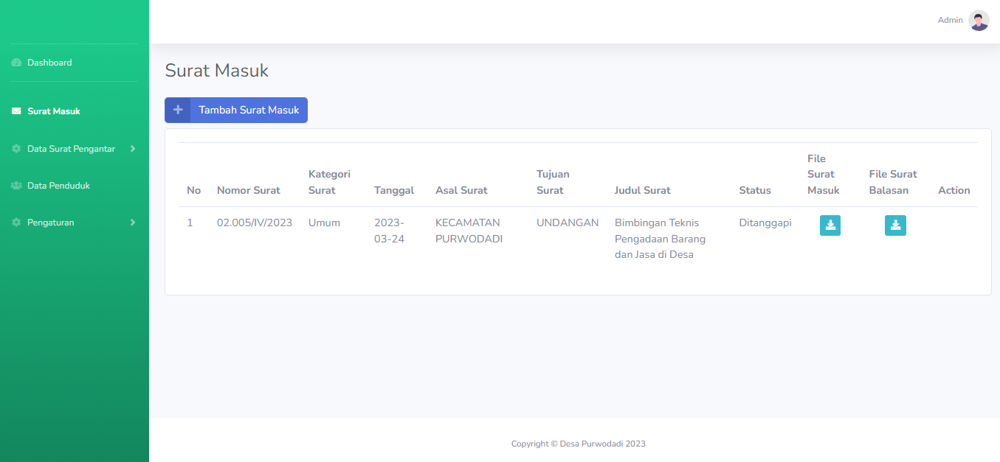 Admin
Dashboard
Surat Masuk
Data Surat Pengantar
Data Penduduk
Pengaturan
Surat Masuk
Tambah Surat Masuk
No
Nomor Surat
Kategori
Surat
Tanggal
Asal Surat
Tujuan
Surat
Judul Surat
Status
File
Surat
Masuk
File Surat
Balasan
Action
1
02.005/IV/2023
Umum
2023-
03-24
KECAMATAN
PURWODADI
UNDANGAN
Bimbingan Teknis
Pengadaan Barang
dan Jasa di Desa
Ditanggapi
Copyright © Desa Purwodadi 2023